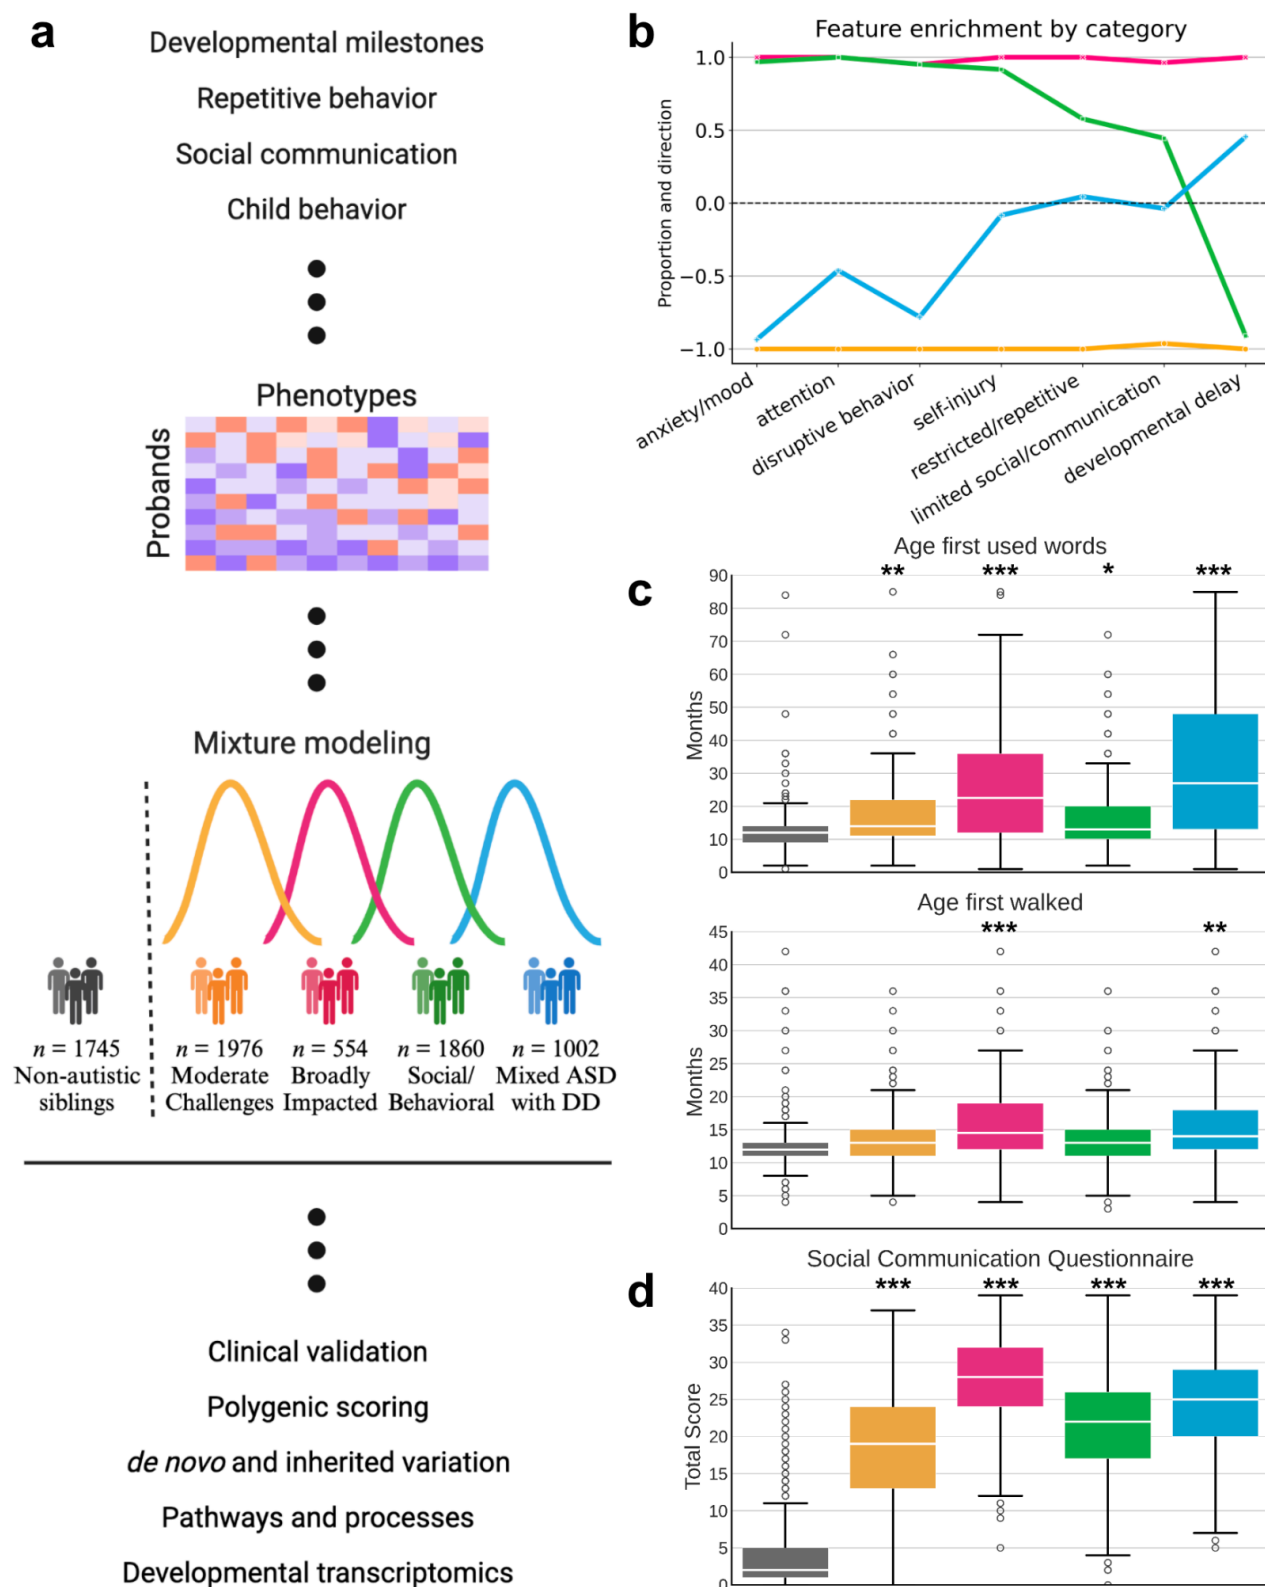 a
Developmental milestones
Repetitive behavior
Social communication
Child behavior
Phenotypes
Probands
Mixture modeling
n = 1745
Non-autistic
siblings
n = 1976
Moderate
Challenges
n = 554
Broadly
Impacted
n = 1860
Social/
Behavioral
n = 1002
Mixed ASD
with DD
Clinical validation
Polygenic scoring
de novo and inherited variation
Pathways and processes
Developmental transcriptomics
b
Feature enrichment by category
Proportion and direction
1.0
0.5
0.0
−0.5
−1.0
anxiety/mood
attention
disruptive behavior
self-injury
restricted/repetitive
limited social/communication
developmental delay
c
Age first used words
** *** * ***
Months
90
80
70
60
50
40
30
20
10
0
Age first walked
*** **
Months
45
40
35
30
25
20
15
10
5
0
d
Social Communication Questionnaire
*** *** *** ***
Total Score
40
35
30
25
20
15
10
5
0